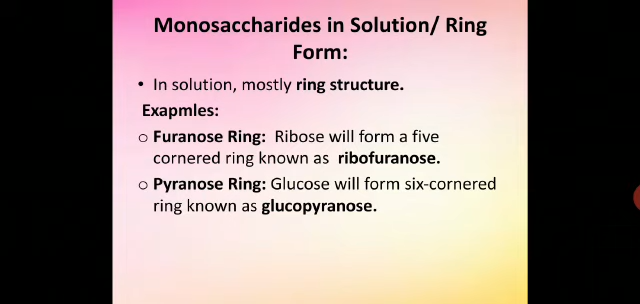 Monosaccharides in Solution/ Ring
Form:
• In solution, mostly ring structure.
Exapmles:
○ Furanose Ring: Ribose will form a five
cornered ring known as ribofuranose.
○ Pyranose Ring: Glucose will form six-cornered
ring known as glucopyranose.